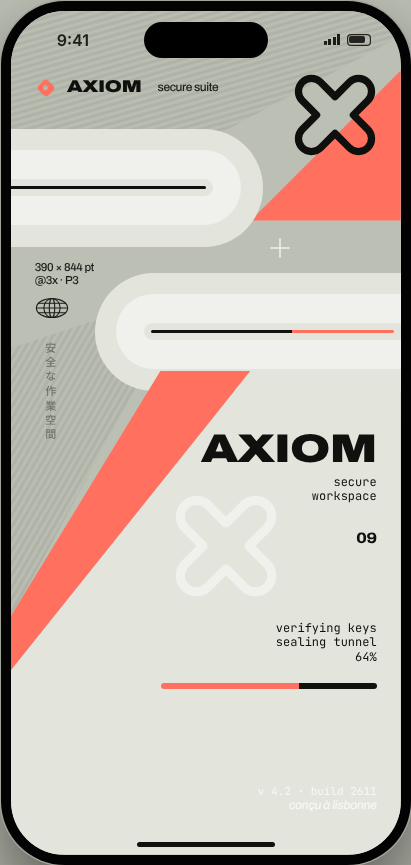 9:41
AXIOM secure suite
390 × 844 pt
@3x · P3
安全な作業空間
AXIOM
secure
workspace
09
verifying keys
sealing tunnel
64%
v 4.2 · build 2611
conçu à lisbonne